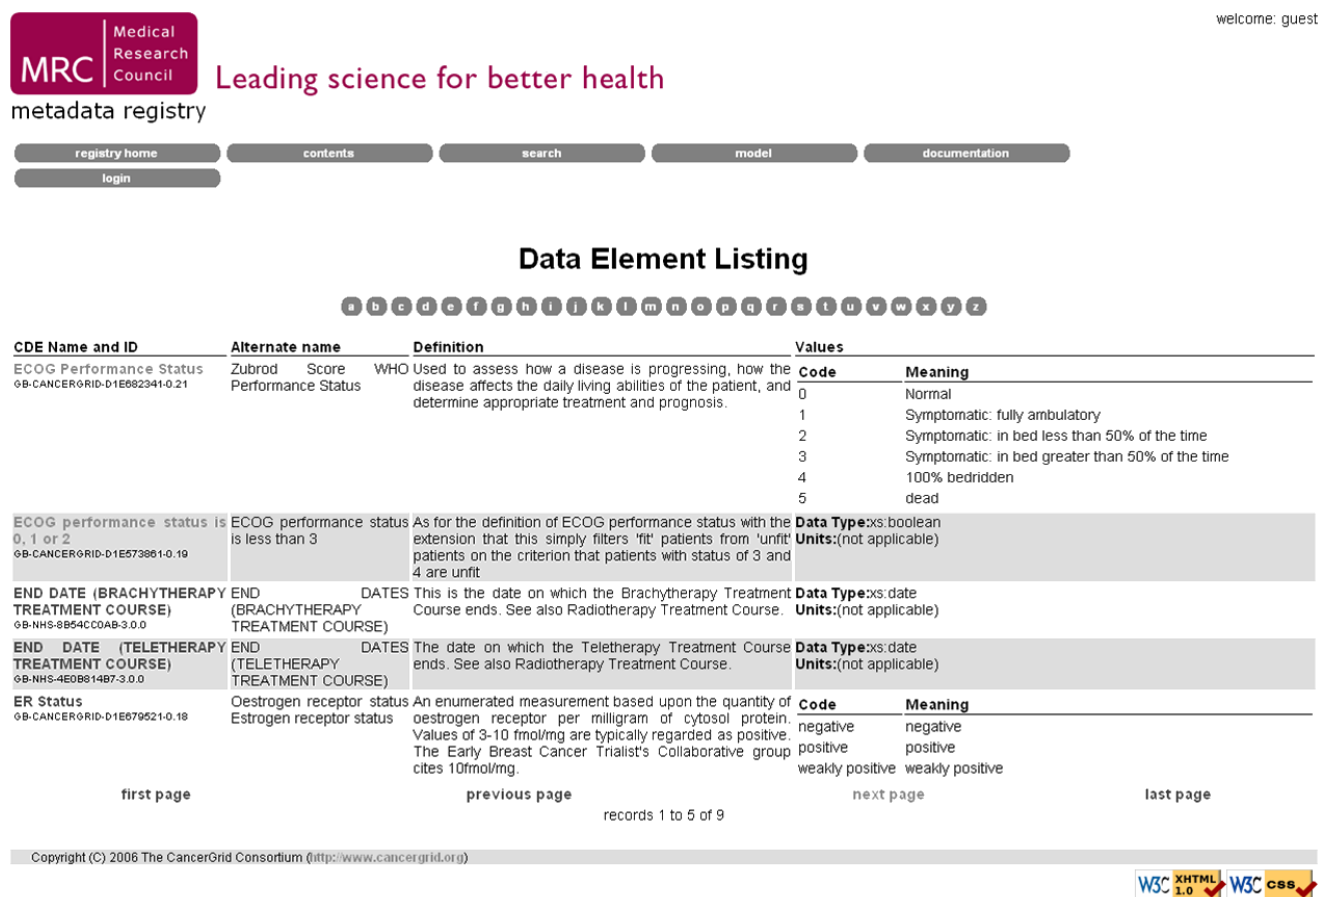 welcome: guest
MRC
Medical
Research
Council
Leading science for better health
metadata registry
registry home
contents
search
model
documentation
login
Data Element Listing
a b c d e f g h i j k l m n o p q r s t u v w x y z
CDE Name and ID
Alternate name
Definition
Values
ECOG Performance Status
GB-CANCERGRID-D1E682341-0.21
Zubrod Score WHO
Performance Status
Used to assess how a disease is progressing, how the
disease affects the daily living abilities of the patient, and
determine appropriate treatment and prognosis.
Code Meaning
0 Normal
1 Symptomatic: fully ambulatory
2 Symptomatic: in bed less than 50% of the time
3 Symptomatic: in bed greater than 50% of the time
4 100% bedridden
5 dead
ECOG performance status is
0, 1 or 2
GB-CANCERGRID-D1E573861-0.19
ECOG performance status
is less than 3
As for the definition of ECOG performance status with the
extension that this simply filters 'fit' patients from 'unfit'
patients on the criterion that patients with status of 3 and
4 are unfit
Data Type:xs:boolean
Units:(not applicable)
END DATE (BRACHYTHERAPY
TREATMENT COURSE)
GB-NHS-8B54CC0AB-3.0.0
END DATES
(BRACHYTHERAPY
TREATMENT COURSE)
This is the date on which the Brachytherapy Treatment
Course ends. See also Radiotherapy Treatment Course.
Data Type:xs:date
Units:(not applicable)
END DATE (TELETHERAPY
TREATMENT COURSE)
GB-NHS-4E0B814B7-3.0.0
END DATES
(TELETHERAPY
TREATMENT COURSE)
The date on which the Teletherapy Treatment Course
ends. See also Radiotherapy Treatment Course.
Data Type:xs:date
Units:(not applicable)
ER Status
GB-CANCERGRID-D1E679521-0.18
Oestrogen receptor status
Estrogen receptor status
An enumerated measurement based upon the quantity of
oestrogen receptor per milligram of cytosol protein.
Values of 3-10 fmol/mg are typically regarded as positive.
The Early Breast Cancer Trialist's Collaborative group
cites 10fmol/mg.
Code Meaning
negative negative
positive positive
weakly positive weakly positive
first page
previous page
next page
last page
records 1 to 5 of 9
Copyright (C) 2006 The CancerGrid Consortium (http://www.cancergrid.org)
W3C XHTML 1.0
W3C css